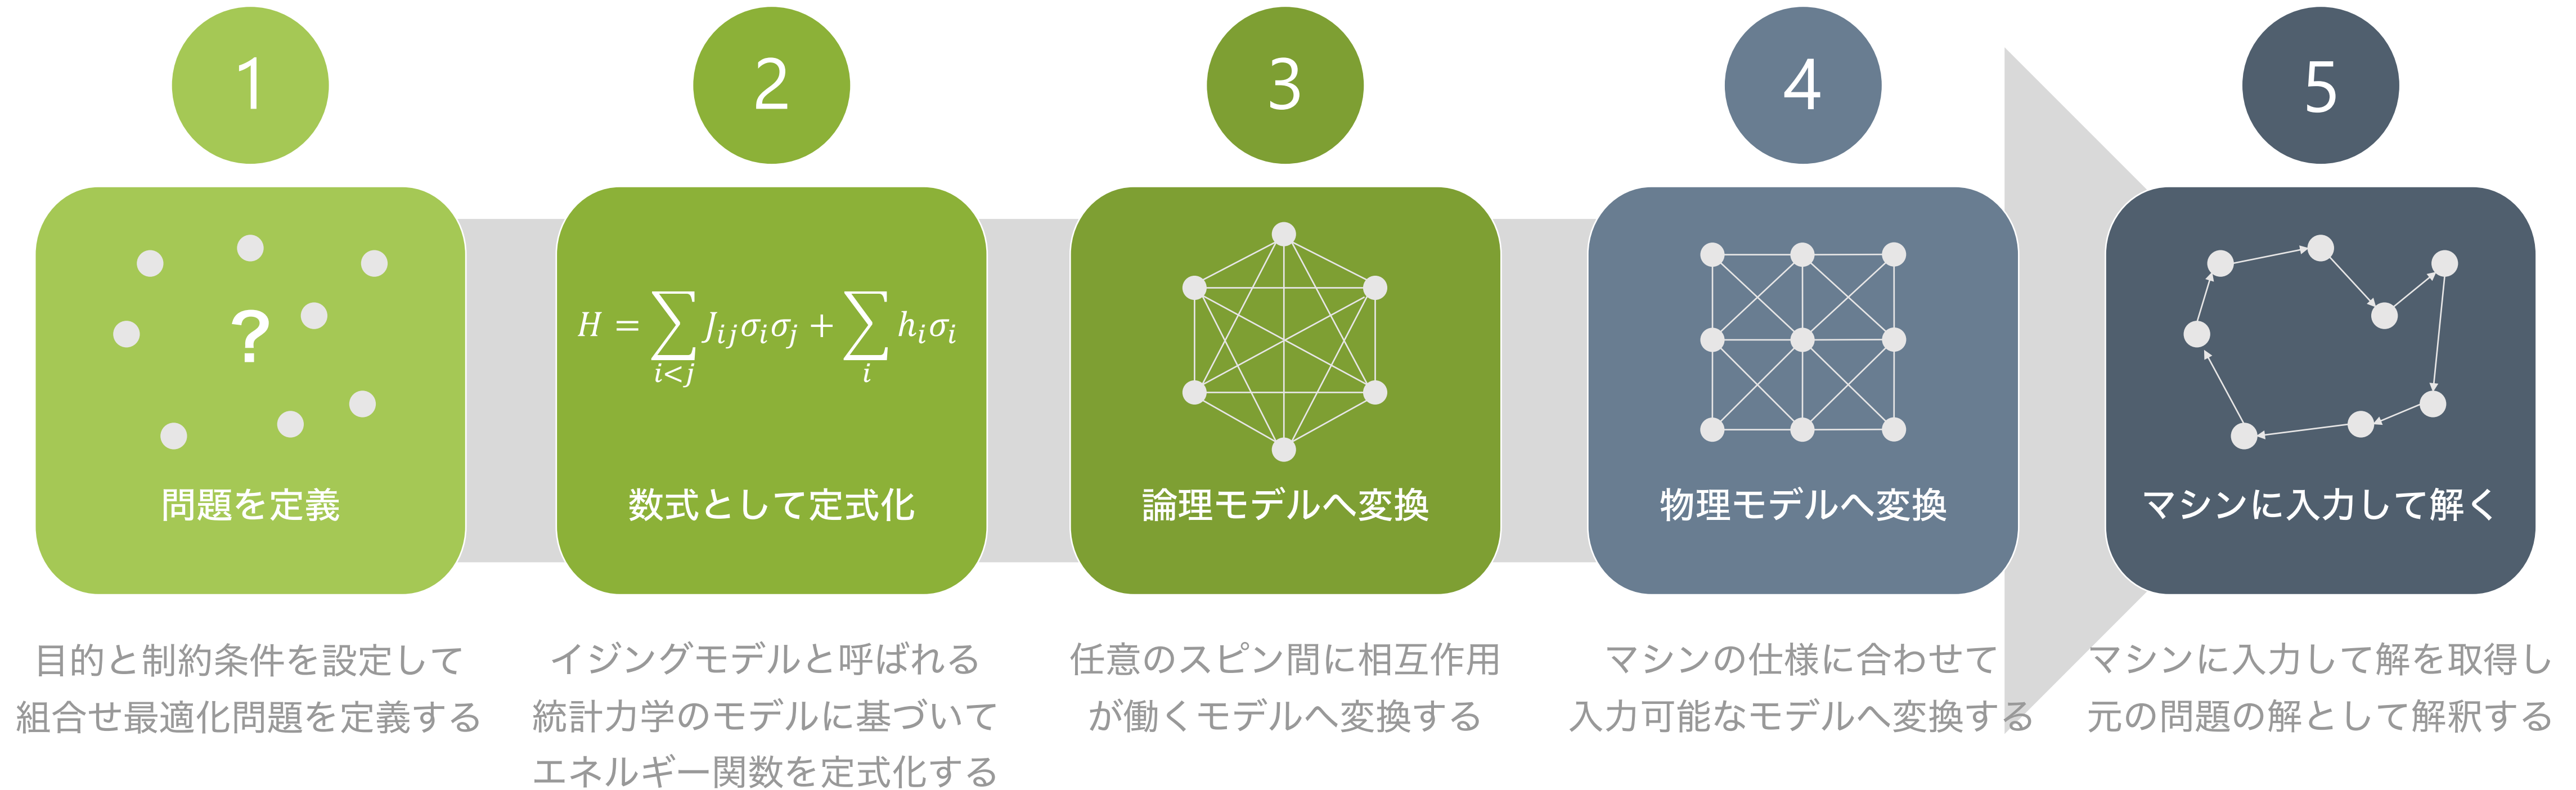 1
?
問題を定義
目的と制約条件を設定して
組合せ最適化問題を定義する
2
H = ∑_{i<j} J_{ij}σ_iσ_j + ∑_i h_iσ_i
数式として定式化
イジングモデルと呼ばれる
統計力学のモデルに基づいて
エネルギー関数を定式化する
3
論理モデルへ変換
任意のスピン間に相互作用
が働くモデルへ変換する
4
物理モデルへ変換
マシンの仕様に合わせて
入力可能なモデルへ変換する
5
マシンに入力して解く
マシンに入力して解を取得し
元の問題の解として解釈する